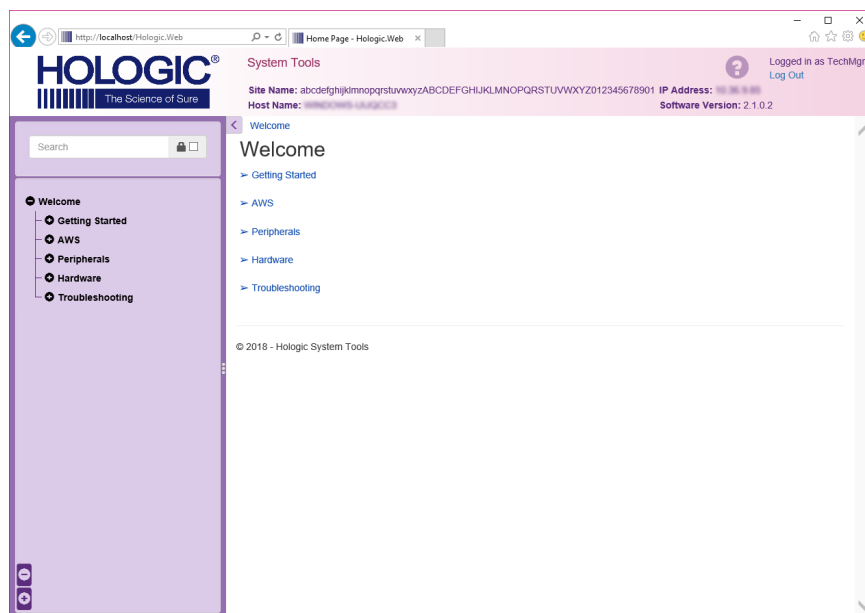 http://localhost/Hologic.Web
Home Page - Hologic.Web
HOLOGIC®
The Science of Sure
System Tools
Logged in as TechMgr
Log Out
Site Name: abcdefghijklmnopqrstuvwxyzABCDEFGHIJKLMNOPQRSTUVWXYZ012345678901 IP Address:
Host Name:
Software Version: 2.1.0.2
Search
Welcome
Getting Started
AWS
Peripherals
Hardware
Troubleshooting
Welcome
Welcome
➢ Getting Started
➢ AWS
➢ Peripherals
➢ Hardware
➢ Troubleshooting
© 2018 - Hologic System Tools